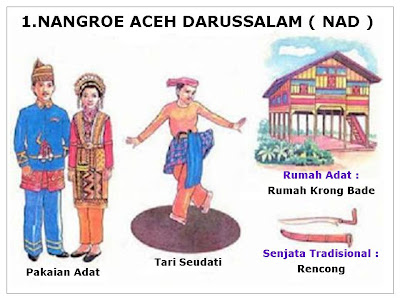 1.NANGROE ACEH DARUSSALAM ( NAD )
Rumah Adat :
Rumah Krong Bade
Tari Seudati
Senjata Tradisional :
Rencong
Pakaian Adat